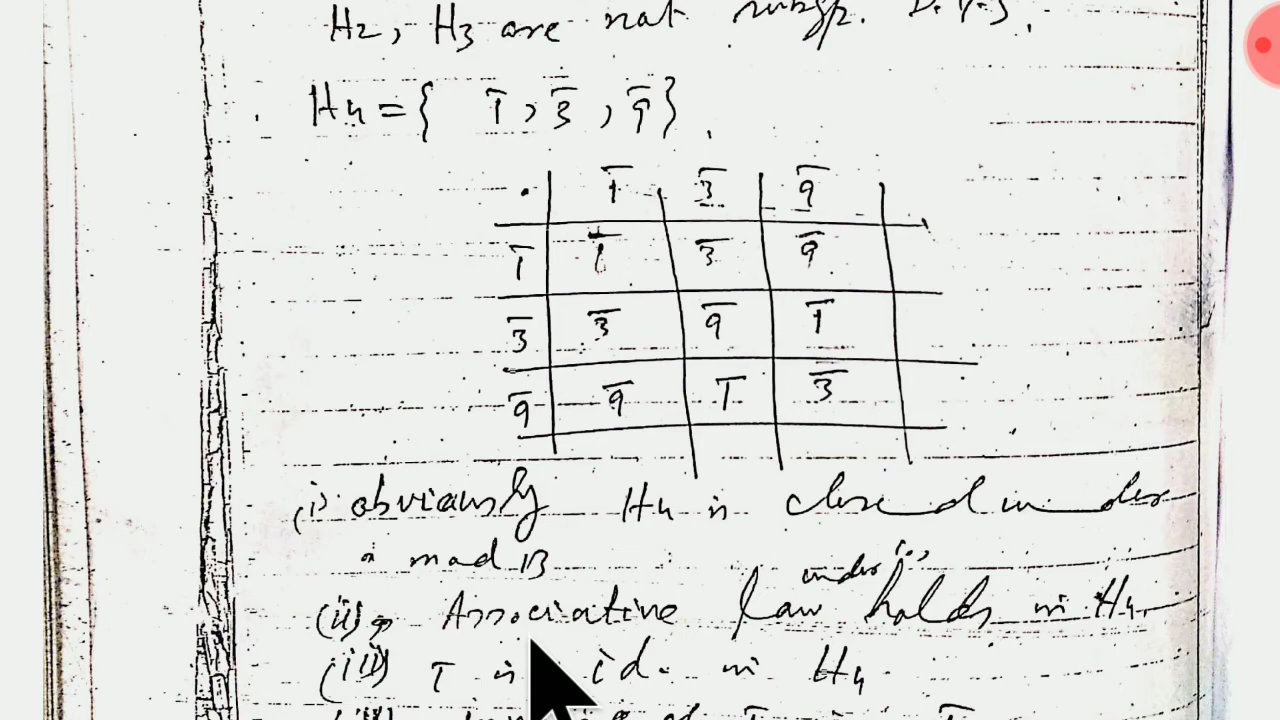 H2, H3 are not subgp.
H4 = { 1̄, 3̄, 9̄ }.
· 1̄ 3̄ 9̄
1̄ 1̄ 3̄ 9̄
3̄ 3̄ 9̄ 1̄
9̄ 9̄ 1̄ 3̄
(i) obviously H4 is closed under
· mod 13
(ii) Associative law holds under (·) in H4.
(iii) 1̄ is id. in H4